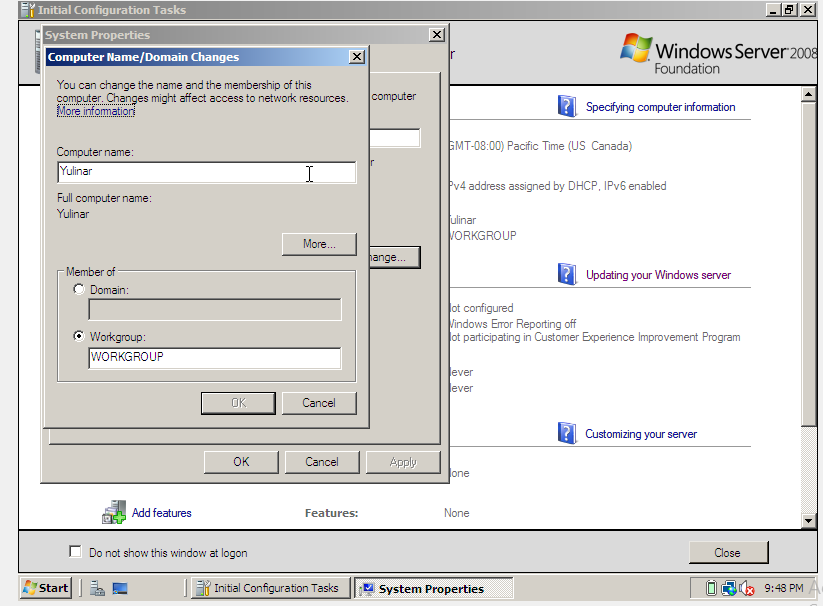 Initial Configuration Tasks
System Properties
Computer Name/Domain Changes
You can change the name and the membership of this
computer. Changes might affect access to network resources.
More information
Computer name:
Yulinar
Full computer name:
Yulinar
More...
Member of
Domain:
Workgroup:
WORKGROUP
OK
Cancel
computer
r
hange...
OK
Cancel
Apply
r
Windows Server 2008
Foundation
Specifying computer information
GMT-08:00) Pacific Time (US Canada)
Pv4 address assigned by DHCP, IPv6 enabled
ulinar
WORKGROUP
Updating your Windows server
lot configured
Windows Error Reporting off
lot participating in Customer Experience Improvement Program
lever
lever
Customizing your server
lone
Add features
Features:
None
Do not show this window at logon
Close
Start
Initial Configuration Tasks
System Properties
9:48 PM